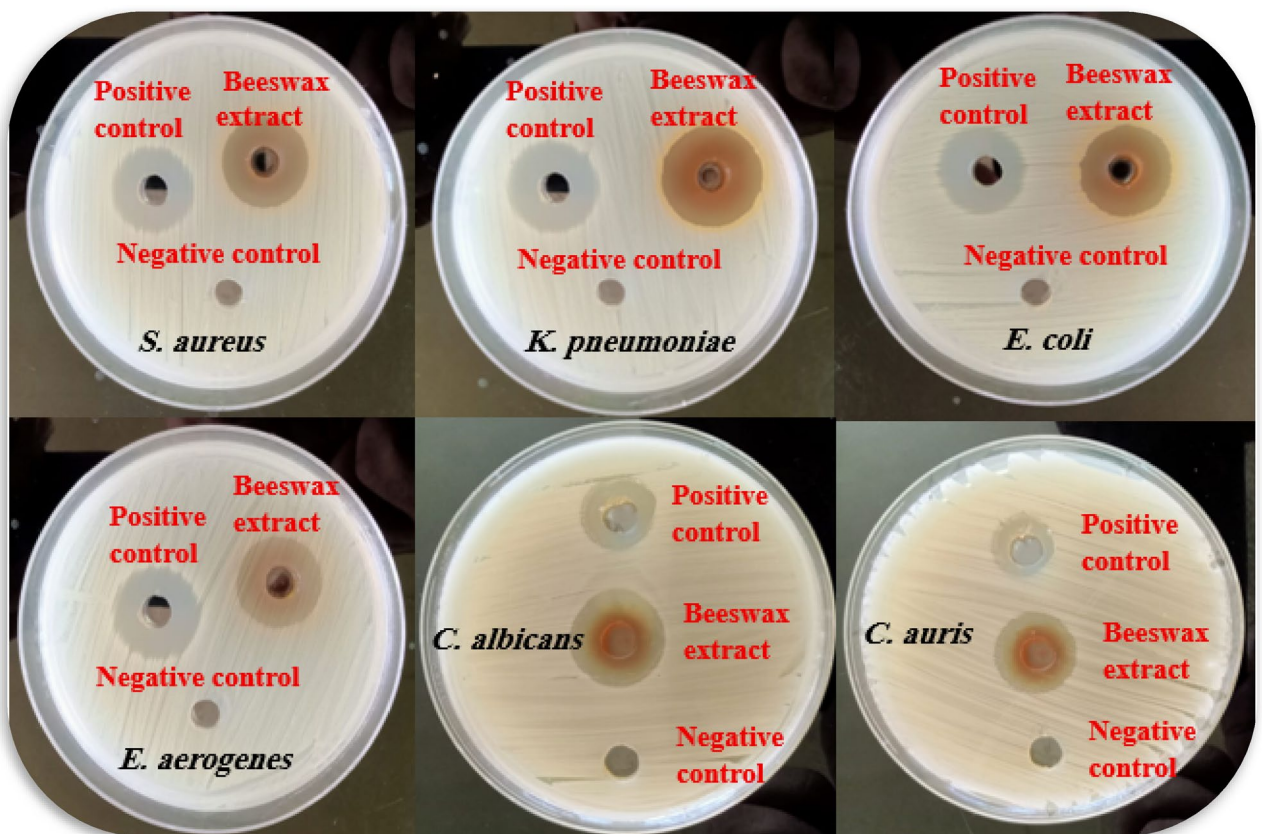 Positive
control
Beeswax
extract
Negative control
S. aureus
Positive
control
Beeswax
extract
Negative control
K. pneumoniae
Positive
control
Beeswax
extract
Negative control
E. coli
Positive
control
Beeswax
extract
Negative control
E. aerogenes
Positive
control
C. albicans
Beeswax
extract
Negative
control
Positive
control
C. auris
Beeswax
extract
Negative
control